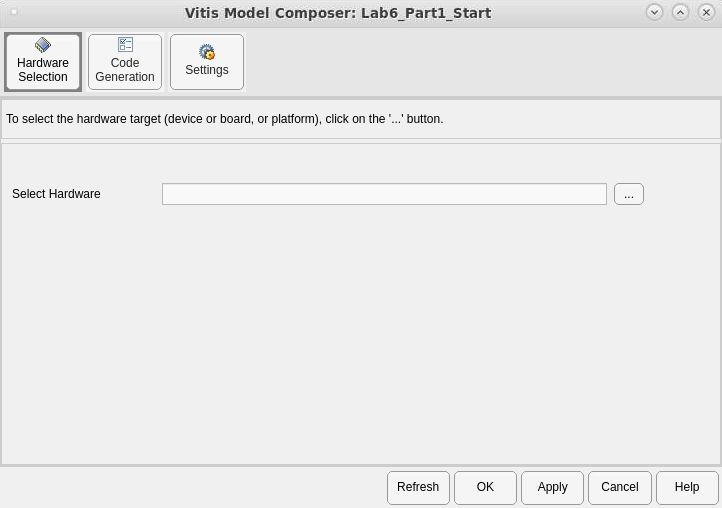 Vitis Model Composer: Lab6_Part1_Start
Hardware
Selection
Code
Generation
Settings
To select the hardware target (device or board, or platform), click on the '...' button.
Select Hardware
...
Refresh
OK
Apply
Cancel
Help